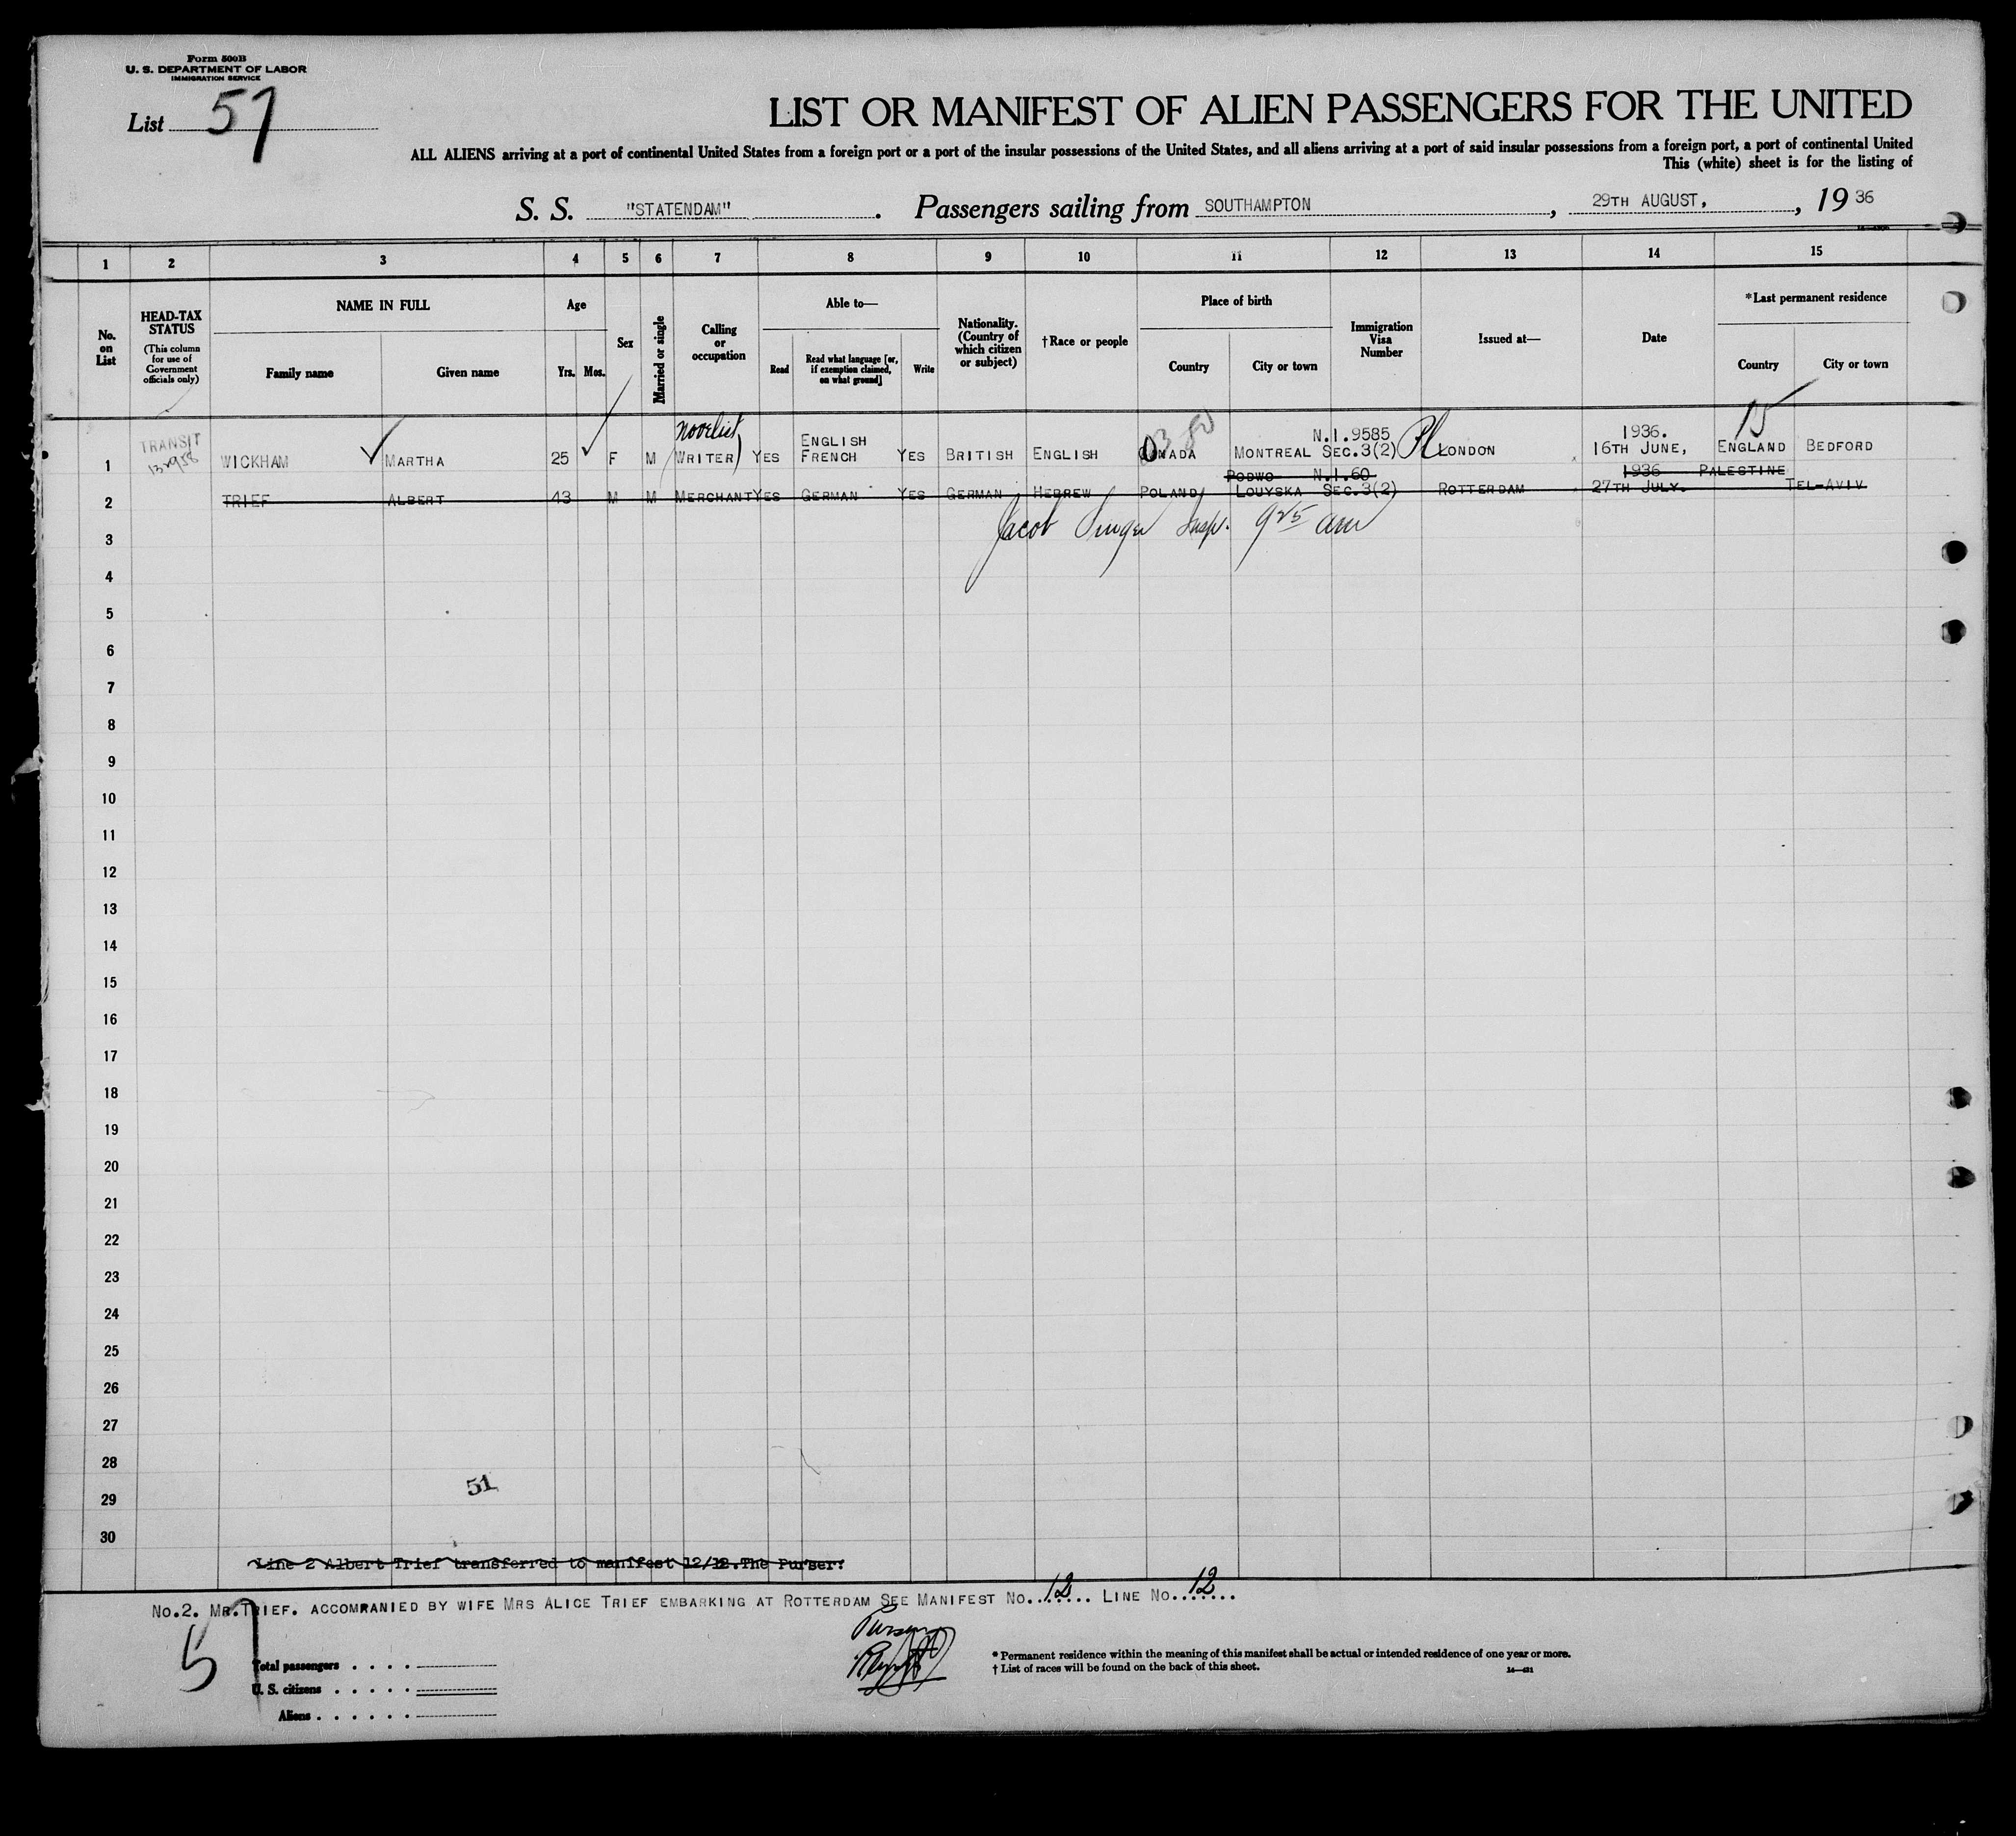 Form 500B
U. S. DEPARTMENT OF LABOR
IMMIGRATION SERVICE
List 57
LIST OR MANIFEST OF ALIEN PASSENGERS FOR THE UNITED
ALL ALIENS arriving at a port of continental United States from a foreign port or a port of the insular possessions of the United States, and all aliens arriving at a port of said insular possessions from a foreign port, a port of continental United
This (white) sheet is for the listing of
S. S. "STATENDAM". Passengers sailing from SOUTHAMPTON, 29TH AUGUST, , 19 36
1 2 3 4 5 6 7 8 9 10 11 12 13 14 15
No. on List
HEAD-TAX STATUS
(This column for use of Government officials only)
NAME IN FULL
Family name Given name
Age
Yrs. Mos.
Sex
Married or single
Calling or occupation
Able to—
Read
Read what language [or, if exemption claimed, on what ground]
Write
Nationality. (Country of which citizen or subject)
†Race or people
Place of birth
Country City or town
Immigration Visa Number
Issued at—
Date
*Last permanent residence
Country City or town
15
novelist
TRANSIT ENGLISH N.I.9585 1936.
1 WICKHAM MARTHA 25 F M WRITER YES FRENCH YES BRITISH ENGLISH CANADA MONTREAL SEC.3(2) LONDON 16TH JUNE, ENGLAND BEDFORD
PODWO N.I.60 1936 PALESTINE
2 TRIEF ALBERT 43 M M MERCHANT YES GERMAN YES GERMAN HEBREW POLAND LOUYSKA SEC.3(2) ROTTERDAM 27TH JULY. TEL-AVIV
Jacob Singer Insp. 9 25 am
3
4
5
6
7
8
9
10
11
12
13
14
15
16
17
18
19
20
21
22
23
24
25
26
27
28
51
29
30
Line 2 Albert Trief transferred to manifest 12/12.The Purser:
NO.2. MR.TRIEF. ACCOMPANIED BY WIFE MRS ALICE TRIEF EMBARKING AT ROTTERDAM SEE MANIFEST NO. 12 LINE NO. 12
57
Purser
Total passengers . . . .
U. S. citizens . . . . .
Aliens . . . . . .
* Permanent residence within the meaning of this manifest shall be actual or intended residence of one year or more.
† List of races will be found on the back of this sheet.